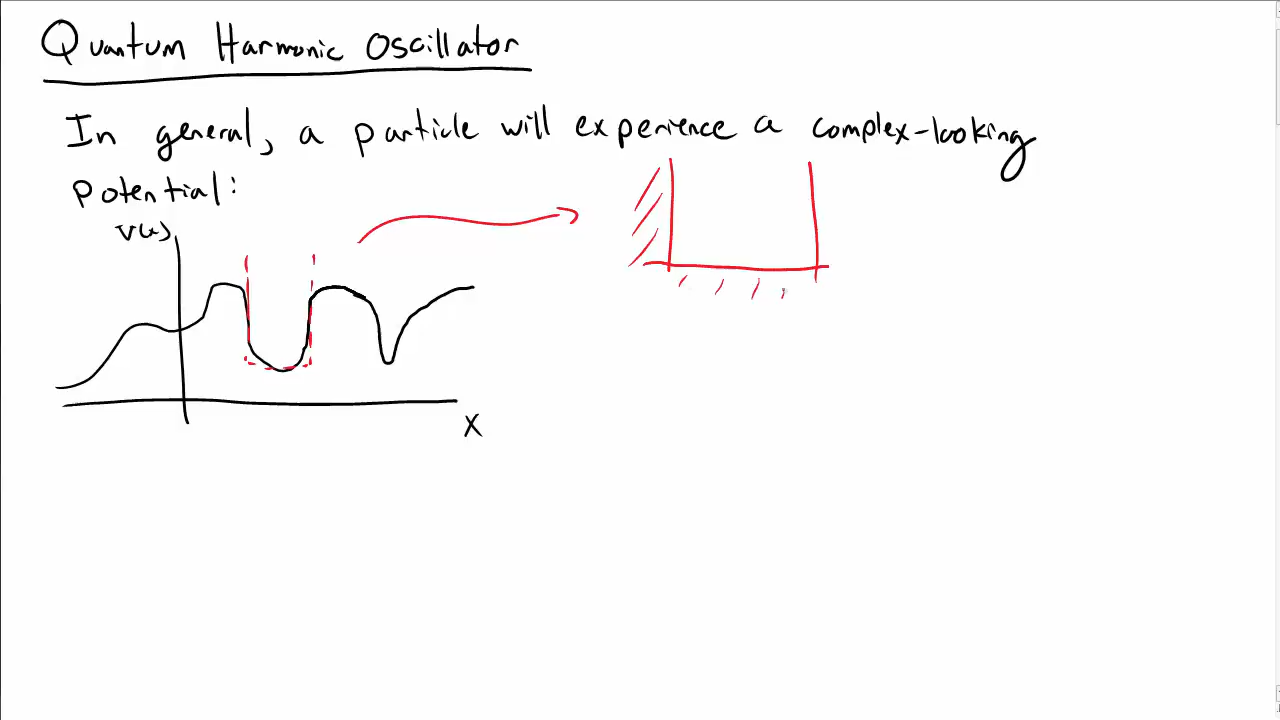 Quantum Harmonic Oscillator
In general, a particle will experience a complex-looking
potential:
V(x)
x